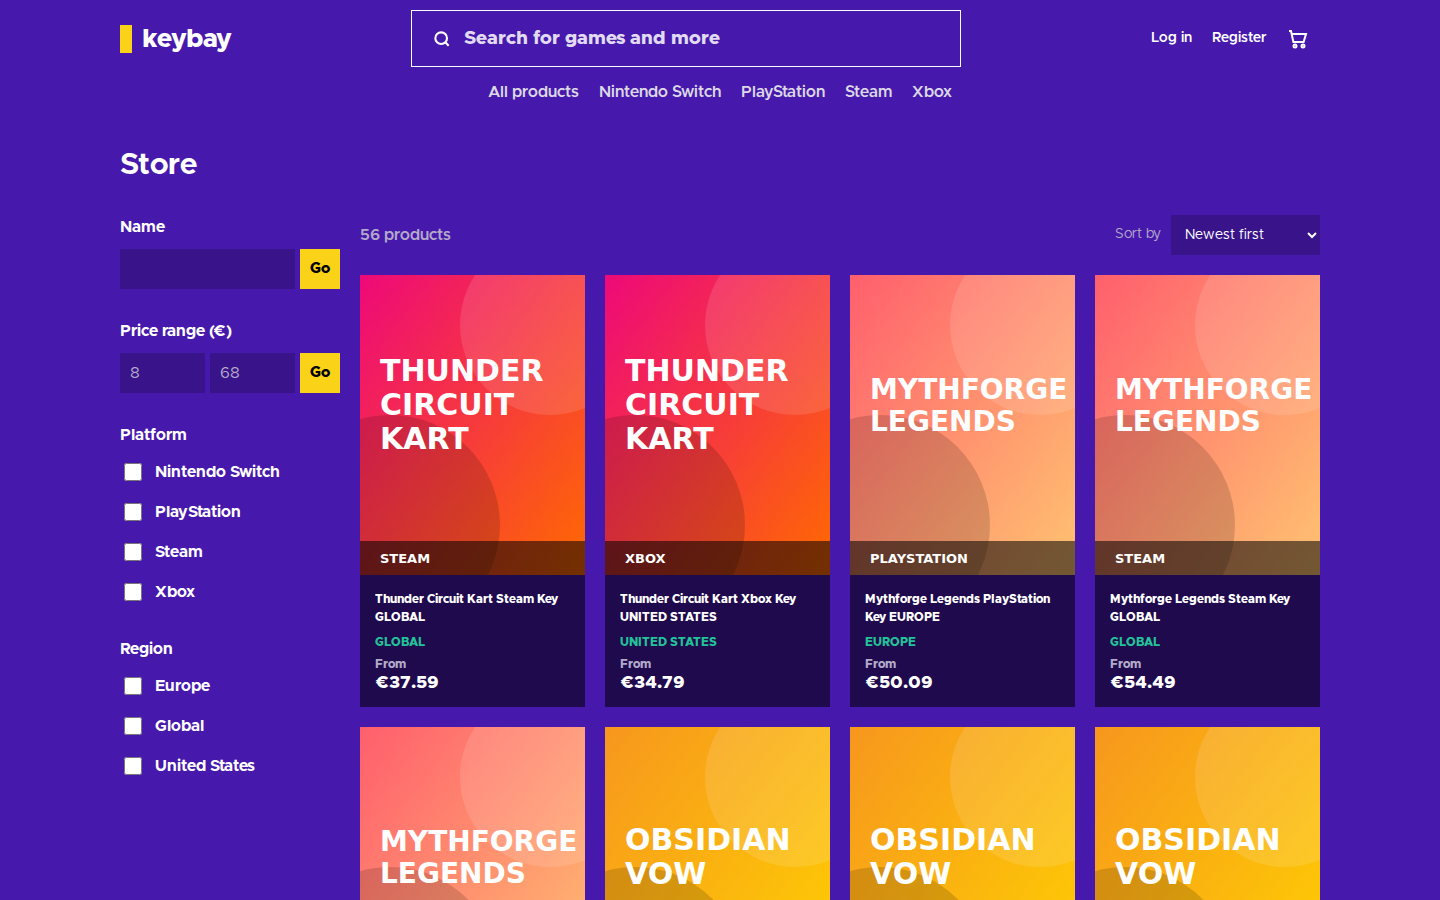 keybay
Search for games and more
Log in
Register
All products
Nintendo Switch
PlayStation
Steam
Xbox
Store
Name
Go
Price range (€)
8
68
Go
Platform
Nintendo Switch
PlayStation
Steam
Xbox
Region
Europe
Global
United States
56 products
Sort by
Newest first
THUNDER
CIRCUIT
KART
STEAM
Thunder Circuit Kart Steam Key
GLOBAL
GLOBAL
From
€37.59
THUNDER
CIRCUIT
KART
XBOX
Thunder Circuit Kart Xbox Key
UNITED STATES
UNITED STATES
From
€34.79
MYTHFORGE
LEGENDS
PLAYSTATION
Mythforge Legends PlayStation
Key EUROPE
EUROPE
From
€50.09
MYTHFORGE
LEGENDS
STEAM
Mythforge Legends Steam Key
GLOBAL
GLOBAL
From
€54.49
MYTHFORGE
LEGENDS
OBSIDIAN
VOW
OBSIDIAN
VOW
OBSIDIAN
VOW